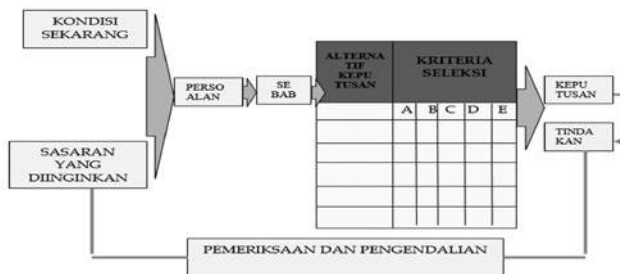 KONDISI
SEKARANG
SASARAN
YANG
DIINGINKAN
PERSO
ALAN
SE
BAB
ALTERNA
TIF
KEPU
TUSAN
KRITERIA
SELEKSI
A B C D E
KEPU
TUSAN
TINDA
KAN
PEMERIKSAAN DAN PENGENDALIAN